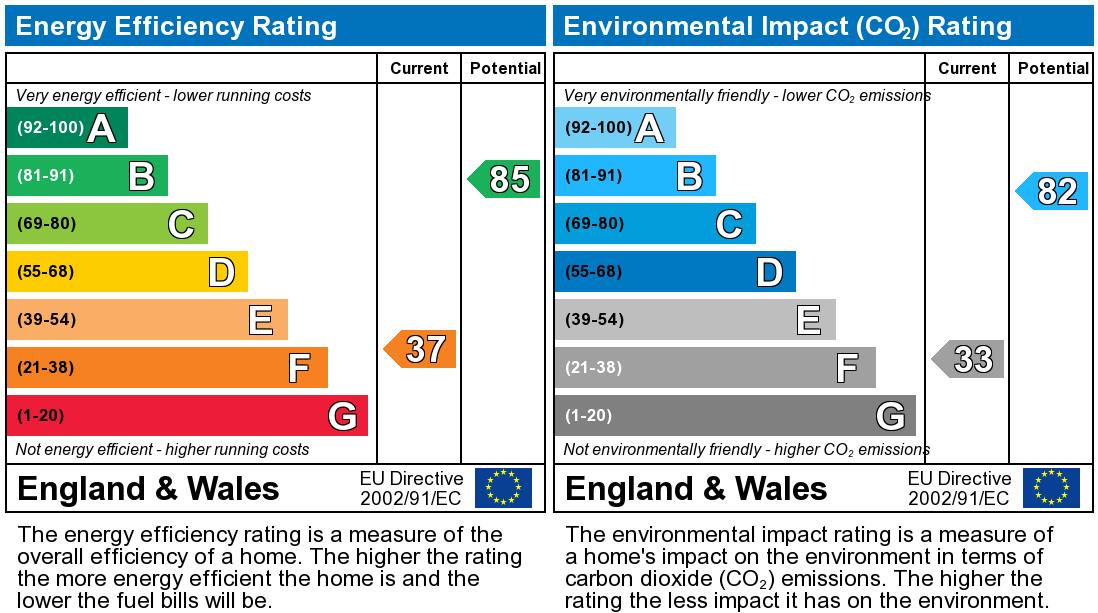 Energy Efficiency Rating
Current Potential
Very energy efficient - lower running costs
(92-100) A
(81-91) B
85
(69-80) C
(55-68) D
(39-54) E
37
(21-38) F
(1-20) G
Not energy efficient - higher running costs
England & Wales
EU Directive
2002/91/EC
The energy efficiency rating is a measure of the
overall efficiency of a home. The higher the rating
the more energy efficient the home is and the
lower the fuel bills will be.
Environmental Impact (CO₂) Rating
Current Potential
Very environmentally friendly - lower CO₂ emissions
(92-100) A
(81-91) B
82
(69-80) C
(55-68) D
(39-54) E
(21-38) F
33
(1-20) G
Not environmentally friendly - higher CO₂ emissions
England & Wales
EU Directive
2002/91/EC
The environmental impact rating is a measure of
a home's impact on the environment in terms of
carbon dioxide (CO₂) emissions. The higher the
rating the less impact it has on the environment.